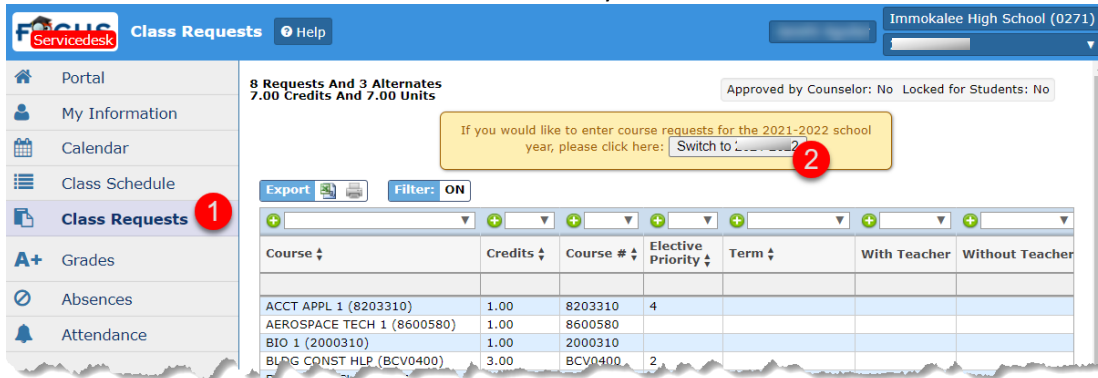 FOCUS
Servicedesk
Class Requests
? Help
Immokalee High School (0271)
Portal
My Information
Calendar
Class Schedule
Class Requests
1
A+ Grades
Absences
Attendance
8 Requests And 3 Alternates
7.00 Credits And 7.00 Units
Approved by Counselor: No Locked for Students: No
If you would like to enter course requests for the 2021-2022 school
year, please click here: Switch to
2
Export
Filter: ON
Course Credits Course # Elective Priority Term With Teacher Without Teacher
ACCT APPL 1 (8203310) 1.00 8203310 4
AEROSPACE TECH 1 (8600580) 1.00 8600580
BIO 1 (2000310) 1.00 2000310
BLDG CONST HLP (BCV0400) 3.00 BCV0400 2